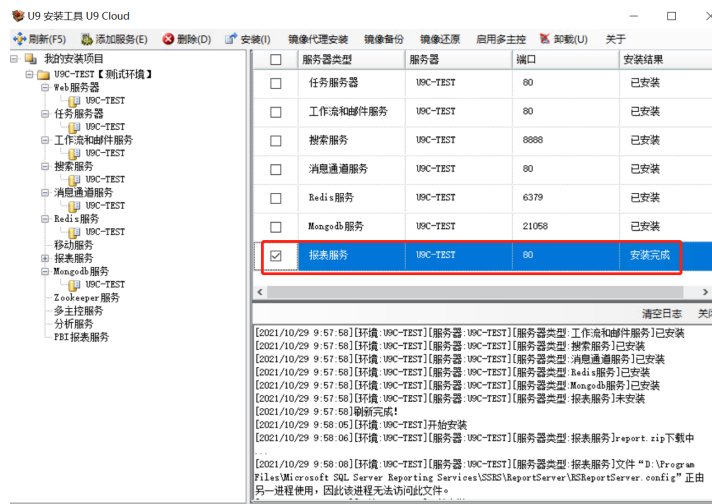 U9 安装工具 U9 Cloud
刷新(F5) 添加服务(E) 删除(D) 安装(I) 镜像代理安装 镜像备份 镜像还原 启用多主控 卸载(U) 关于
我的安装项目
U9C-TEST【测试环境】
Web服务器
U9C-TEST
任务服务器
U9C-TEST
工作流和邮件服务
U9C-TEST
搜索服务
U9C-TEST
消息通道服务
U9C-TEST
Redis服务
U9C-TEST
移动服务
报表服务
Mongodb服务
U9C-TEST
Zookeeper服务
多主控服务
分析服务
PBI报表服务
服务器类型 服务器 端口 安装结果
任务服务器 U9C-TEST 80 已安装
工作流和邮件服务 U9C-TEST 80 已安装
搜索服务 U9C-TEST 8888 已安装
消息通道服务 U9C-TEST 80 已安装
Redis服务 U9C-TEST 6379 已安装
Mongodb服务 U9C-TEST 21058 已安装
报表服务 U9C-TEST 80 安装完成
清空日志 关
[2021/10/29 9:57:58][环境:U9C-TEST][服务器:U9C-TEST][服务器类型:工作流和邮件服务]已安装
[2021/10/29 9:57:58][环境:U9C-TEST][服务器:U9C-TEST][服务器类型:搜索服务]已安装
[2021/10/29 9:57:58][环境:U9C-TEST][服务器:U9C-TEST][服务器类型:消息通道服务]已安装
[2021/10/29 9:57:58][环境:U9C-TEST][服务器:U9C-TEST][服务器类型:Redis服务]已安装
[2021/10/29 9:57:58][环境:U9C-TEST][服务器:U9C-TEST][服务器类型:Mongodb服务]已安装
[2021/10/29 9:57:58][环境:U9C-TEST][服务器:U9C-TEST][服务器类型:报表服务]未安装
[2021/10/29 9:57:58]刷新完成!
[2021/10/29 9:58:05][环境:U9C-TEST]开始安装
[2021/10/29 9:58:06][环境:U9C-TEST][服务器:U9C-TEST][服务器类型:报表服务]report.zip下载中
...
[2021/10/29 9:58:08][环境:U9C-TEST][服务器:U9C-TEST][服务器类型:报表服务]文件“D:\Program
Files\Microsoft SQL Server Reporting Services\SSRS\ReportServer\RSReportServer.config”正由
另一进程使用，因此该进程无法访问此文件。